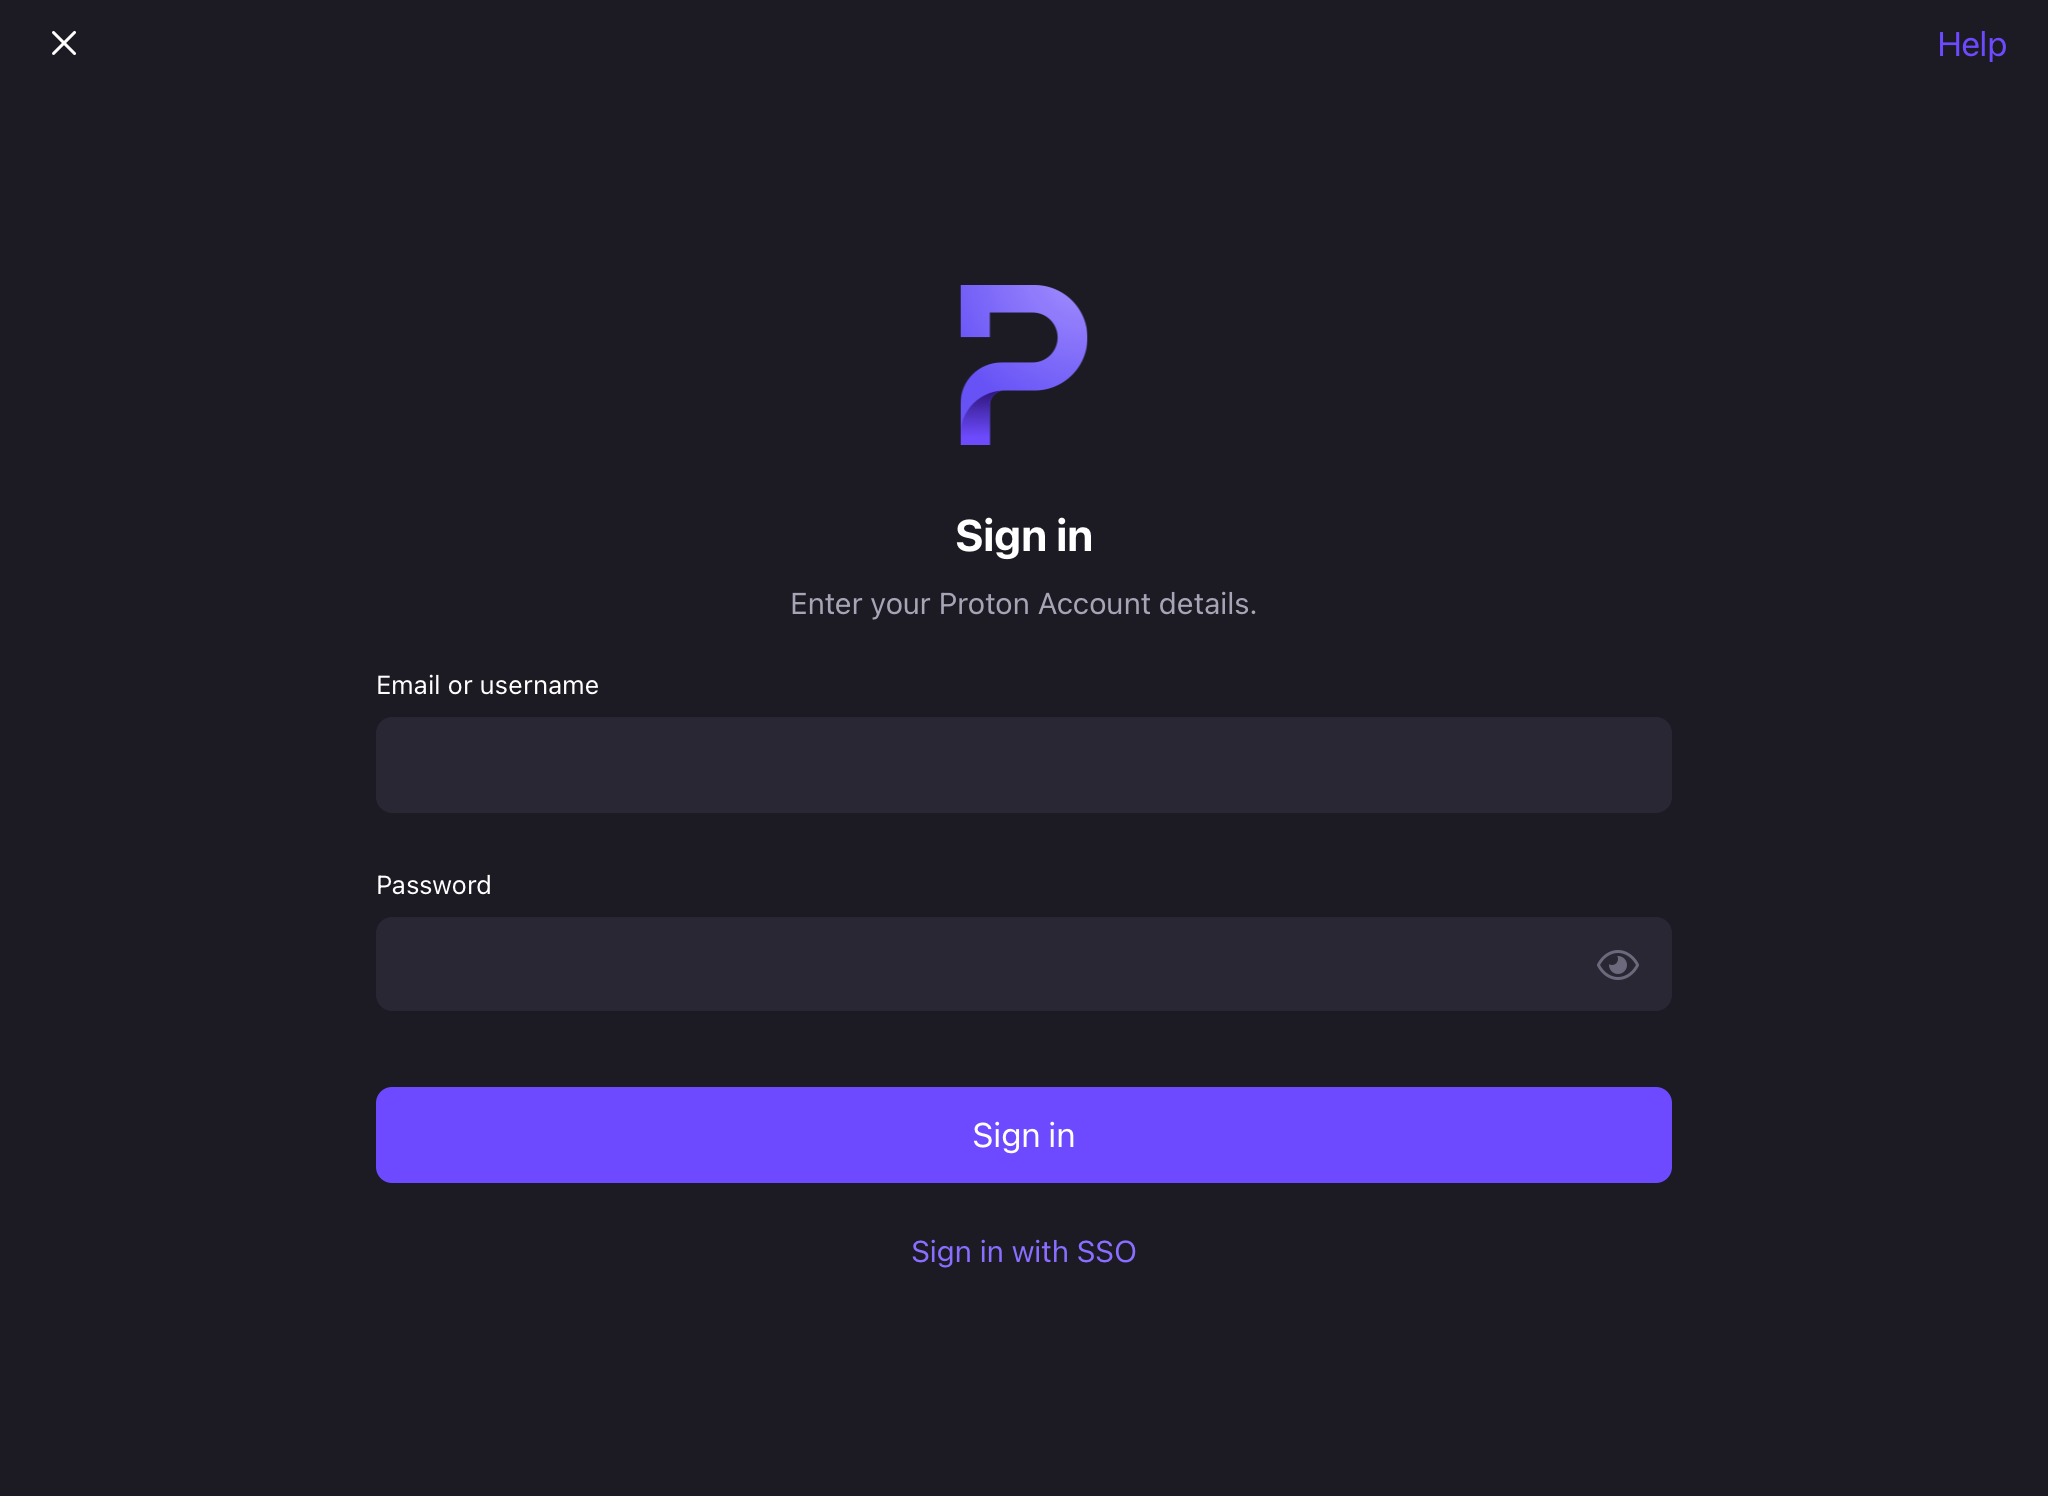 Help
Sign in
Enter your Proton Account details.
Email or username
Password
Sign in
Sign in with SSO